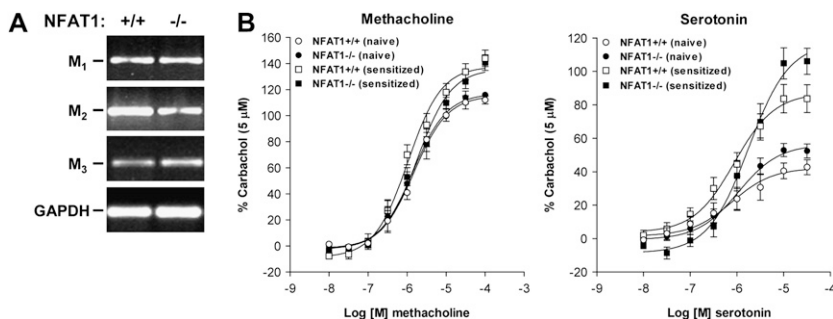 A
NFAT1: +/+ -/-
M1
M2
M3
GAPDH
B
Methacholine
NFAT1+/+ (naive)
NFAT1-/- (naive)
NFAT1+/+ (sensitized)
NFAT1-/- (sensitized)
% Carbachol (5 µM)
160
140
120
100
80
60
40
20
0
-20
-9 -8 -7 -6 -5 -4 -3
Log [M] methacholine
Serotonin
NFAT1+/+ (naive)
NFAT1-/- (naive)
NFAT1+/+ (sensitized)
NFAT1-/- (sensitized)
% Carbachol (5 µM)
120
100
80
60
40
20
0
-20
-9 -8 -7 -6 -5 -4
Log [M] serotonin